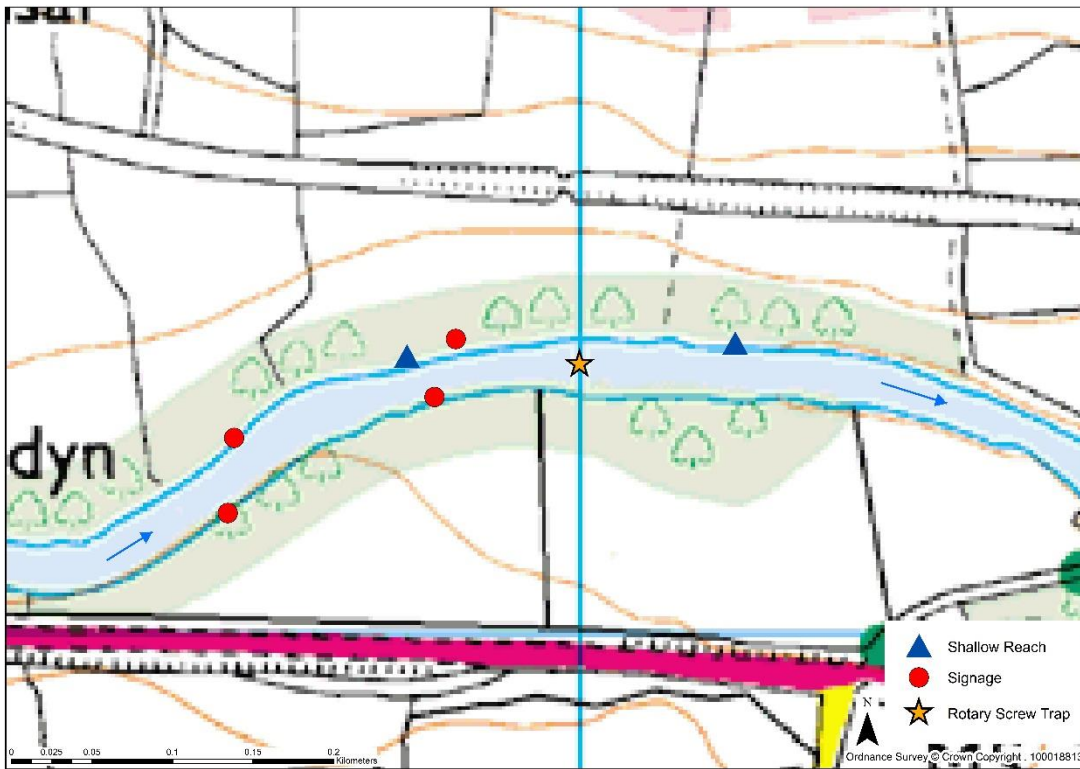 dyn
Shallow Reach
Signage
Rotary Screw Trap
N
0 0.025 0.05 0.1 0.15 0.2
Kilometers
Ordnance Survey © Crown Copyright . 100018813